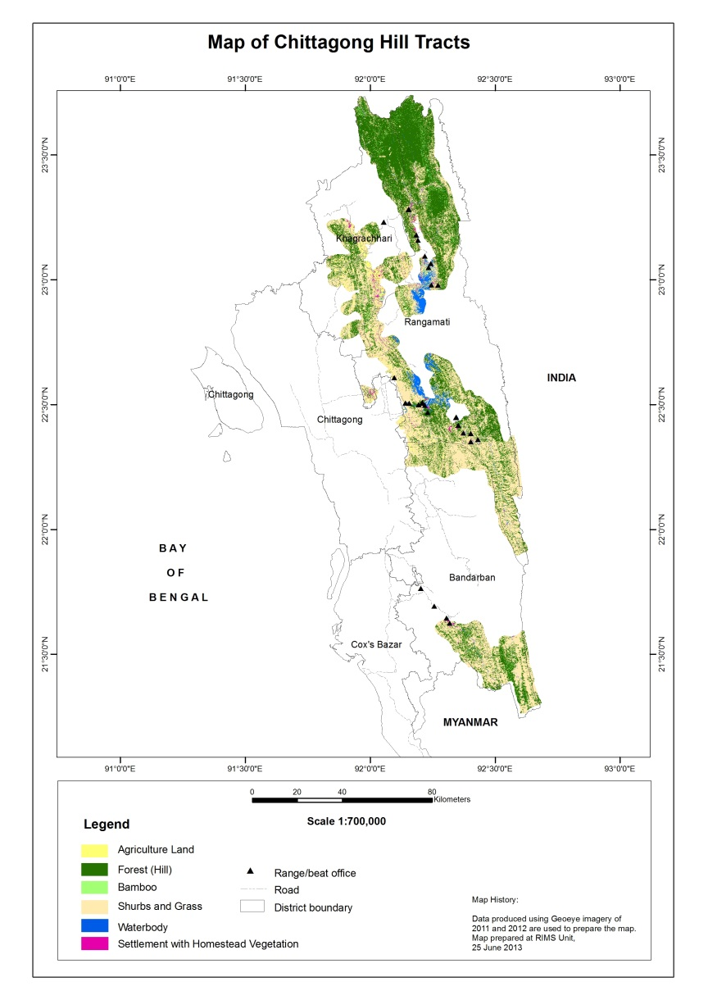 Map of Chittagong Hill Tracts
91°0'0"E 91°30'0"E 92°0'0"E 92°30'0"E 93°0'0"E
23°30'0"N 23°30'0"N
Khagrachhari
23°0'0"N 23°0'0"N
Rangamati
INDIA
Chittagong
22°30'0"N 22°30'0"N
Chittagong
22°0'0"N 22°0'0"N
BAY
OF
BENGAL
Bandarban
Cox's Bazar
21°30'0"N 21°30'0"N
MYANMAR
91°0'0"E 91°30'0"E 92°0'0"E 92°30'0"E 93°0'0"E
0 20 40 80
Kilometers
Scale 1:700,000
Legend
Agriculture Land
Forest (Hill)
Bamboo
Shurbs and Grass
Waterbody
Settlement with Homestead Vegetation
Range/beat office
Road
District boundary
Map History:
Data produced using Geoeye imagery of
2011 and 2012 are used to prepare the map.
Map prepared at RIMS Unit,
25 June 2013